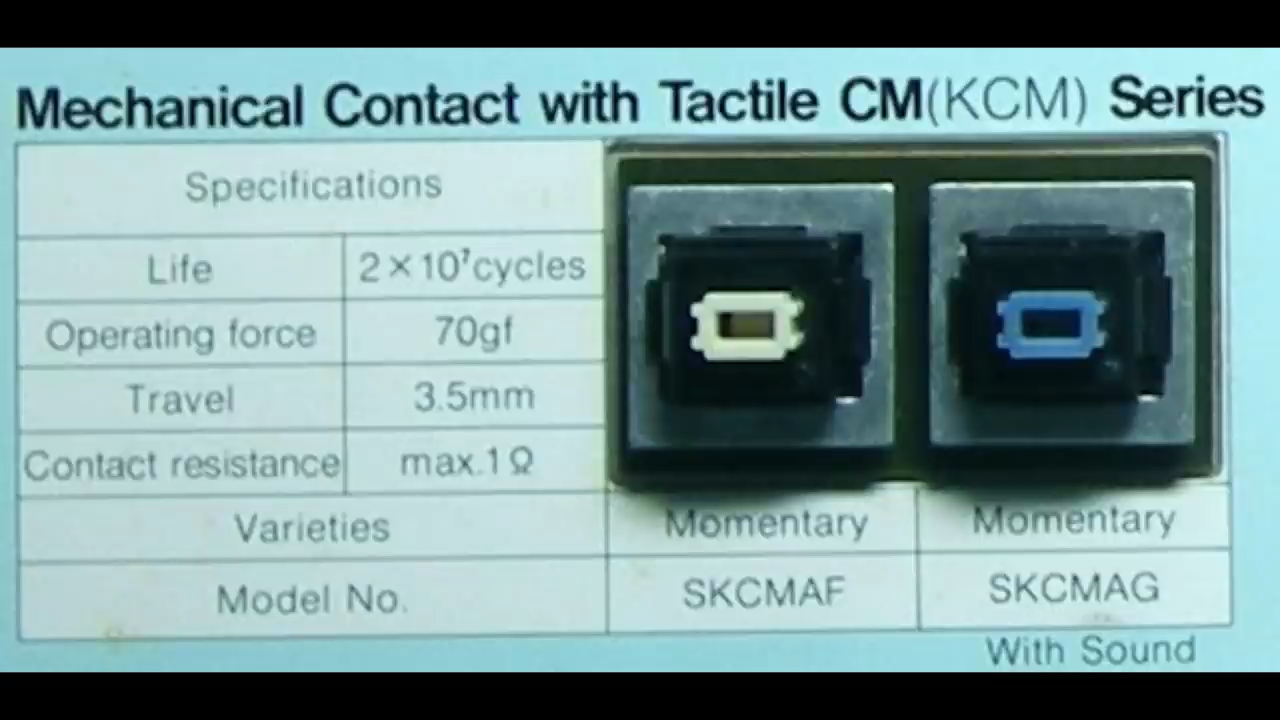 Mechanical Contact with Tactile CM(KCM) Series
Specifications
Life 2×10⁷cycles
Operating force 70gf
Travel 3.5mm
Contact resistance max.1Ω
Varieties Momentary Momentary
Model No. SKCMAF SKCMAG
With Sound